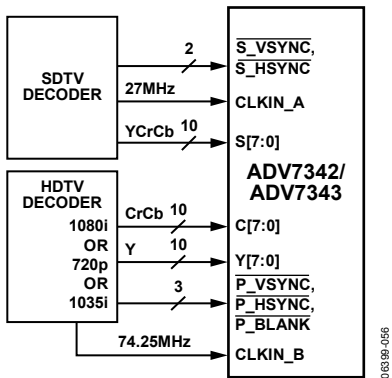 SDTV
DECODER
2
S_VSYNC,
S_HSYNC
27MHz
CLKIN_A
YCrCb
10
S[7:0]
ADV7342/
ADV7343
HDTV
DECODER
1080i
OR
720p
OR
1035i
CrCb
10
C[7:0]
Y
10
Y[7:0]
3
P_VSYNC,
P_HSYNC,
P_BLANK
74.25MHz
CLKIN_B
06399-056